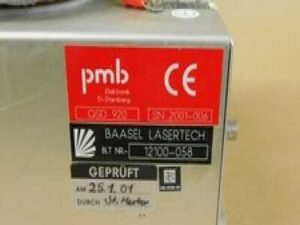 pmb
CE
Elektronik
D-Starnberg
QSD 920
SN 2001-006
BAASEL LASERTECH
BLT NR.- 12100-058
GEPRÜFT
AM 25.1.01
DURCH